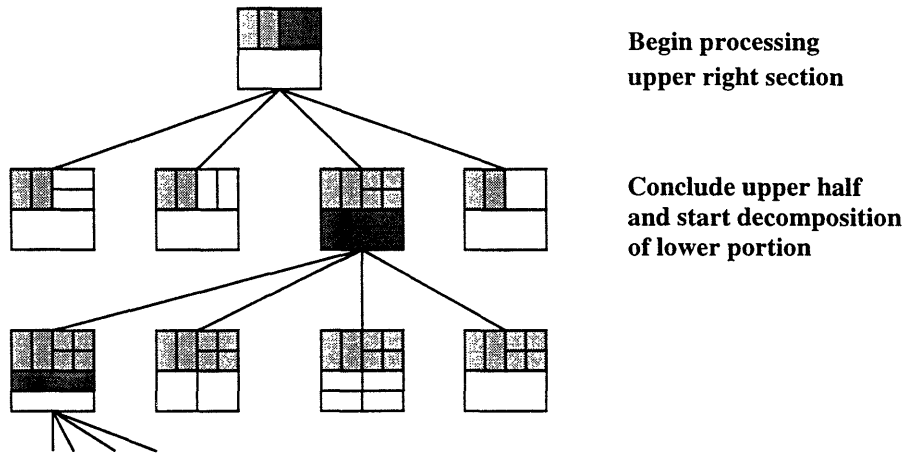 Begin processing
upper right section
Conclude upper half
and start decomposition
of lower portion